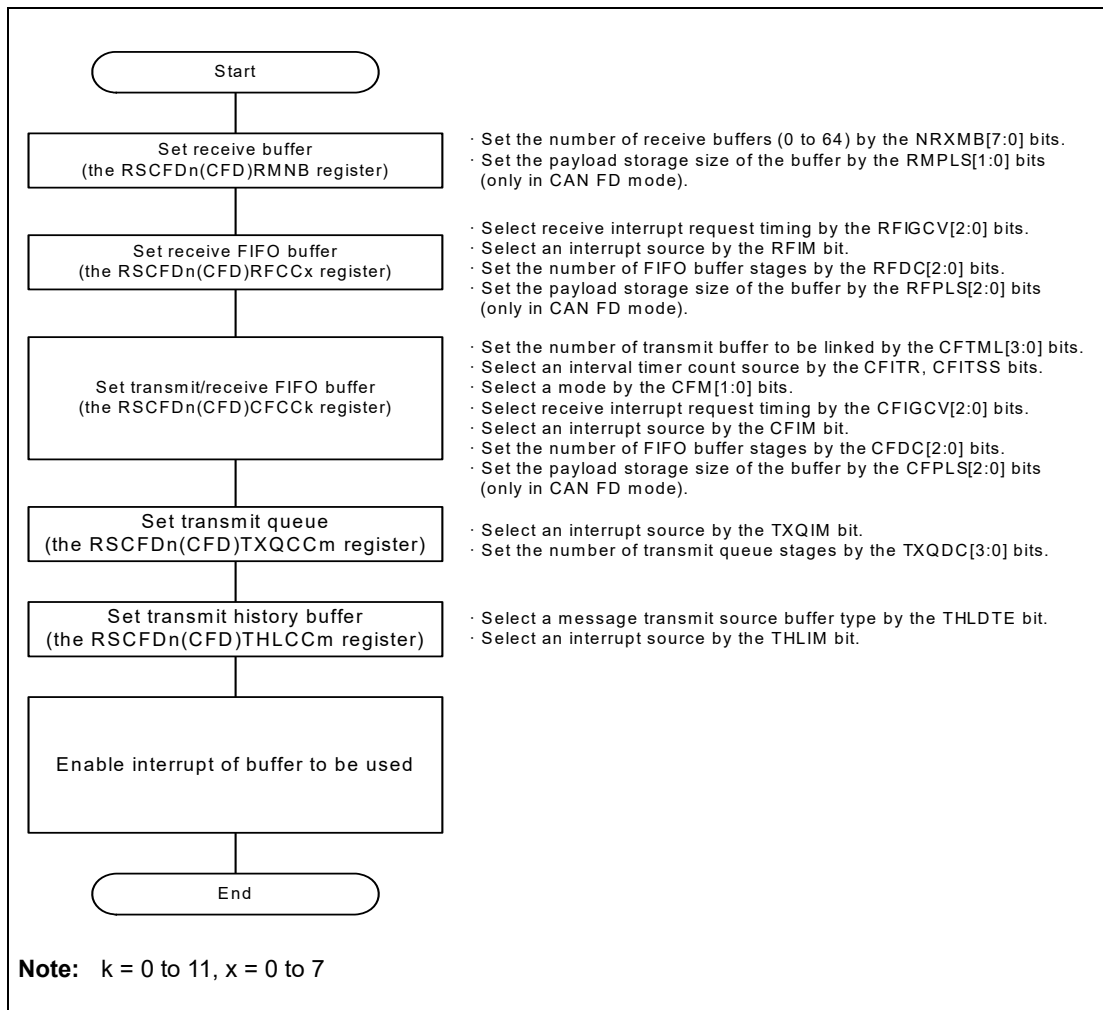 Start
Set receive buffer
(the RSCFDn(CFD)RMNB register)
· Set the number of receive buffers (0 to 64) by the NRXMB[7:0] bits.
· Set the payload storage size of the buffer by the RMPLS[1:0] bits
(only in CAN FD mode).
Set receive FIFO buffer
(the RSCFDn(CFD)RFCCx register)
· Select receive interrupt request timing by the RFIGCV[2:0] bits.
· Select an interrupt source by the RFIM bit.
· Set the number of FIFO buffer stages by the RFDC[2:0] bits.
· Set the payload storage size of the buffer by the RFPLS[2:0] bits
(only in CAN FD mode).
Set transmit/receive FIFO buffer
(the RSCFDn(CFD)CFCCk register)
· Set the number of transmit buffer to be linked by the CFTML[3:0] bits.
· Select an interval timer count source by the CFITR, CFITSS bits.
· Select a mode by the CFM[1:0] bits.
· Select receive interrupt request timing by the CFIGCV[2:0] bits.
· Select an interrupt source by the CFIM bit.
· Set the number of FIFO buffer stages by the CFDC[2:0] bits.
· Set the payload storage size of the buffer by the CFPLS[2:0] bits
(only in CAN FD mode).
Set transmit queue
(the RSCFDn(CFD)TXQCCm register)
· Select an interrupt source by the TXQIM bit.
· Set the number of transmit queue stages by the TXQDC[3:0] bits.
Set transmit history buffer
(the RSCFDn(CFD)THLCCm register)
· Select a message transmit source buffer type by the THLDTE bit.
· Select an interrupt source by the THLIM bit.
Enable interrupt of buffer to be used
End
Note: k = 0 to 11, x = 0 to 7